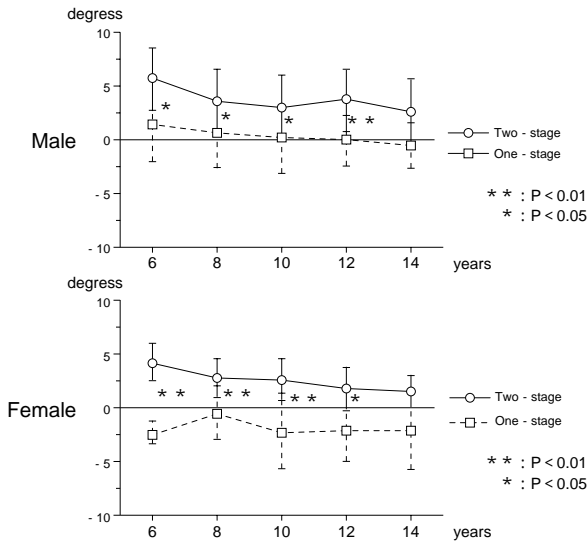 degress
10
5
0
- 5
- 10
Male
* * * * *
Two - stage
One - stage
* * : P < 0.01
* : P < 0.05
6 8 10 12 14 years
degress
10
5
0
- 5
- 10
Female
* * * * * * *
Two - stage
One - stage
* * : P < 0.01
* : P < 0.05
6 8 10 12 14 years